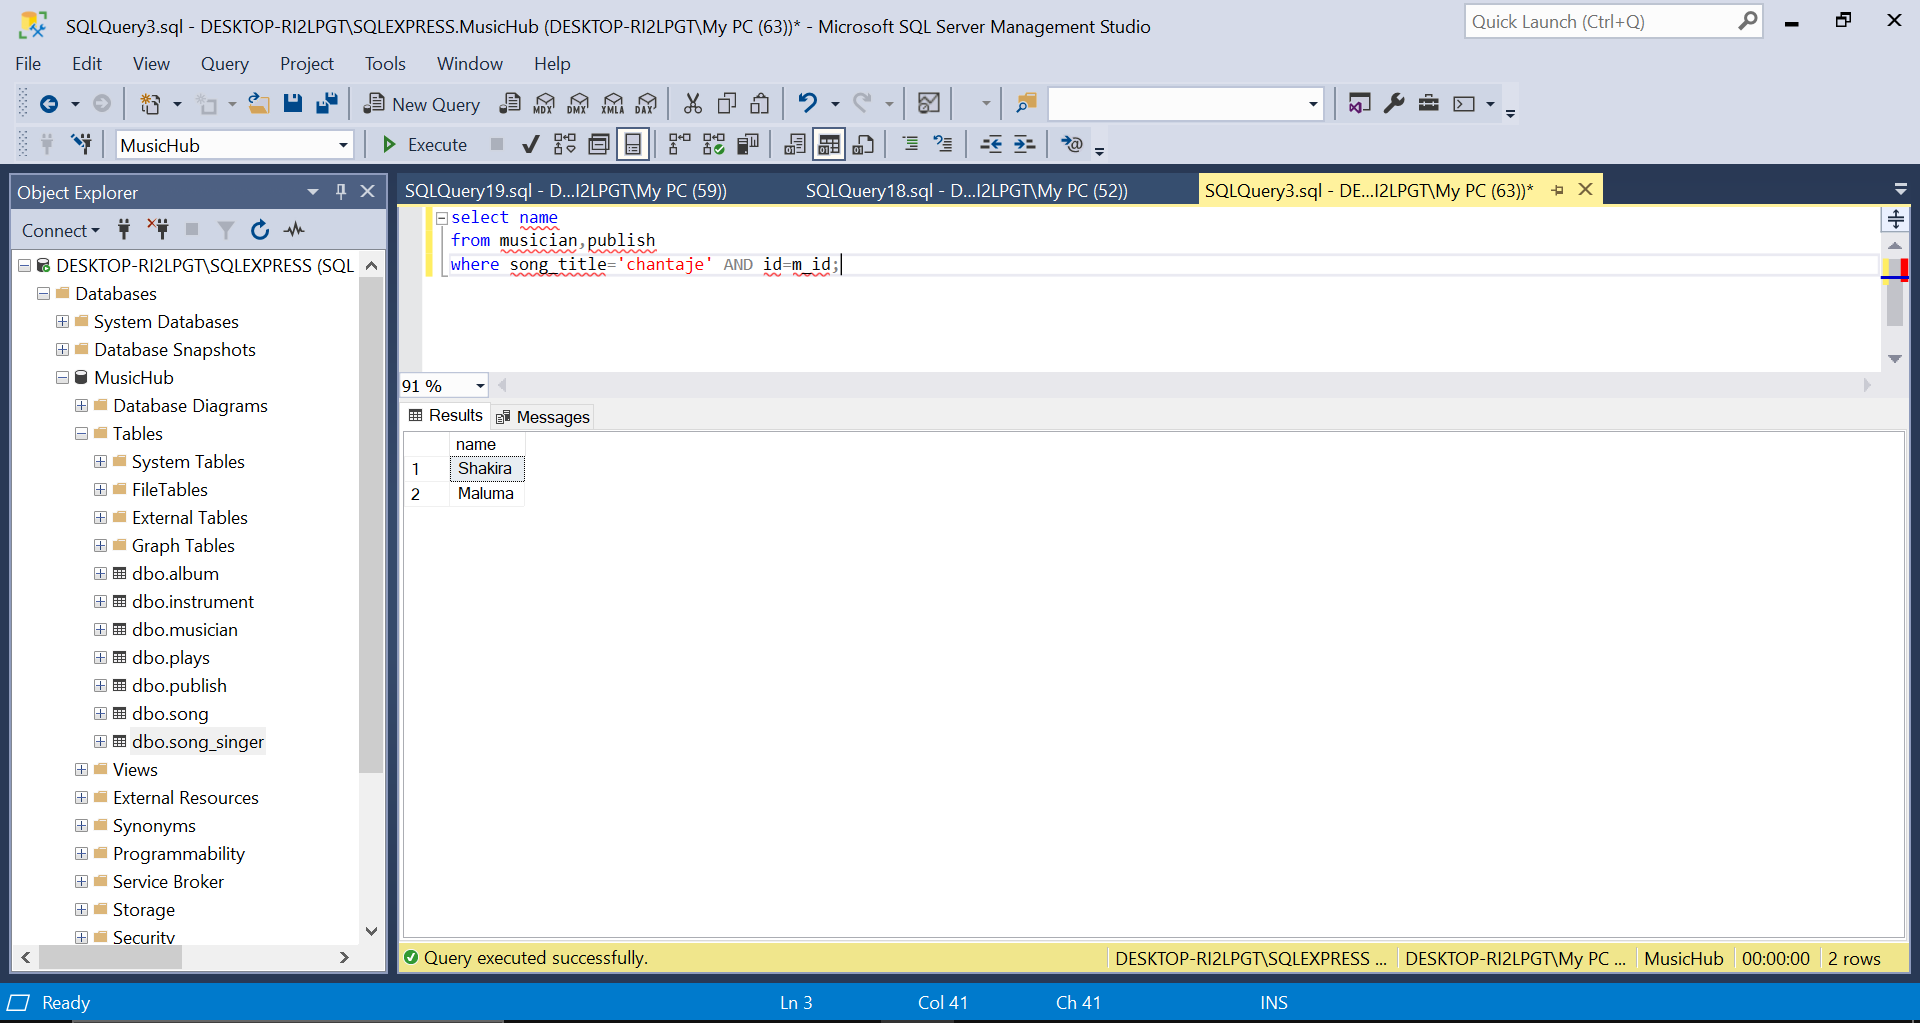 SQLQuery3.sql - DESKTOP-RI2LPGT\SQLEXPRESS.MusicHub (DESKTOP-RI2LPGT\My PC (63))* - Microsoft SQL Server Management Studio
Quick Launch (Ctrl+Q)
File Edit View Query Project Tools Window Help
New Query MDX DMX XMLA DAX
MusicHub Execute
Object Explorer
SQLQuery19.sql - D...I2LPGT\My PC (59))
SQLQuery18.sql - D...I2LPGT\My PC (52))
SQLQuery3.sql - DE...I2LPGT\My PC (63))*
Connect
DESKTOP-RI2LPGT\SQLEXPRESS (SQL
Databases
System Databases
Database Snapshots
MusicHub
Database Diagrams
Tables
System Tables
FileTables
External Tables
Graph Tables
dbo.album
dbo.instrument
dbo.musician
dbo.plays
dbo.publish
dbo.song
dbo.song_singer
Views
External Resources
Synonyms
Programmability
Service Broker
Storage
Security
select name
from musician,publish
where song_title='chantaje' AND id=m_id;
91 %
Results Messages
name
1 Shakira
2 Maluma
Query executed successfully.
DESKTOP-RI2LPGT\SQLEXPRESS ... DESKTOP-RI2LPGT\My PC ... MusicHub 00:00:00 2 rows
Ready Ln 3 Col 41 Ch 41 INS